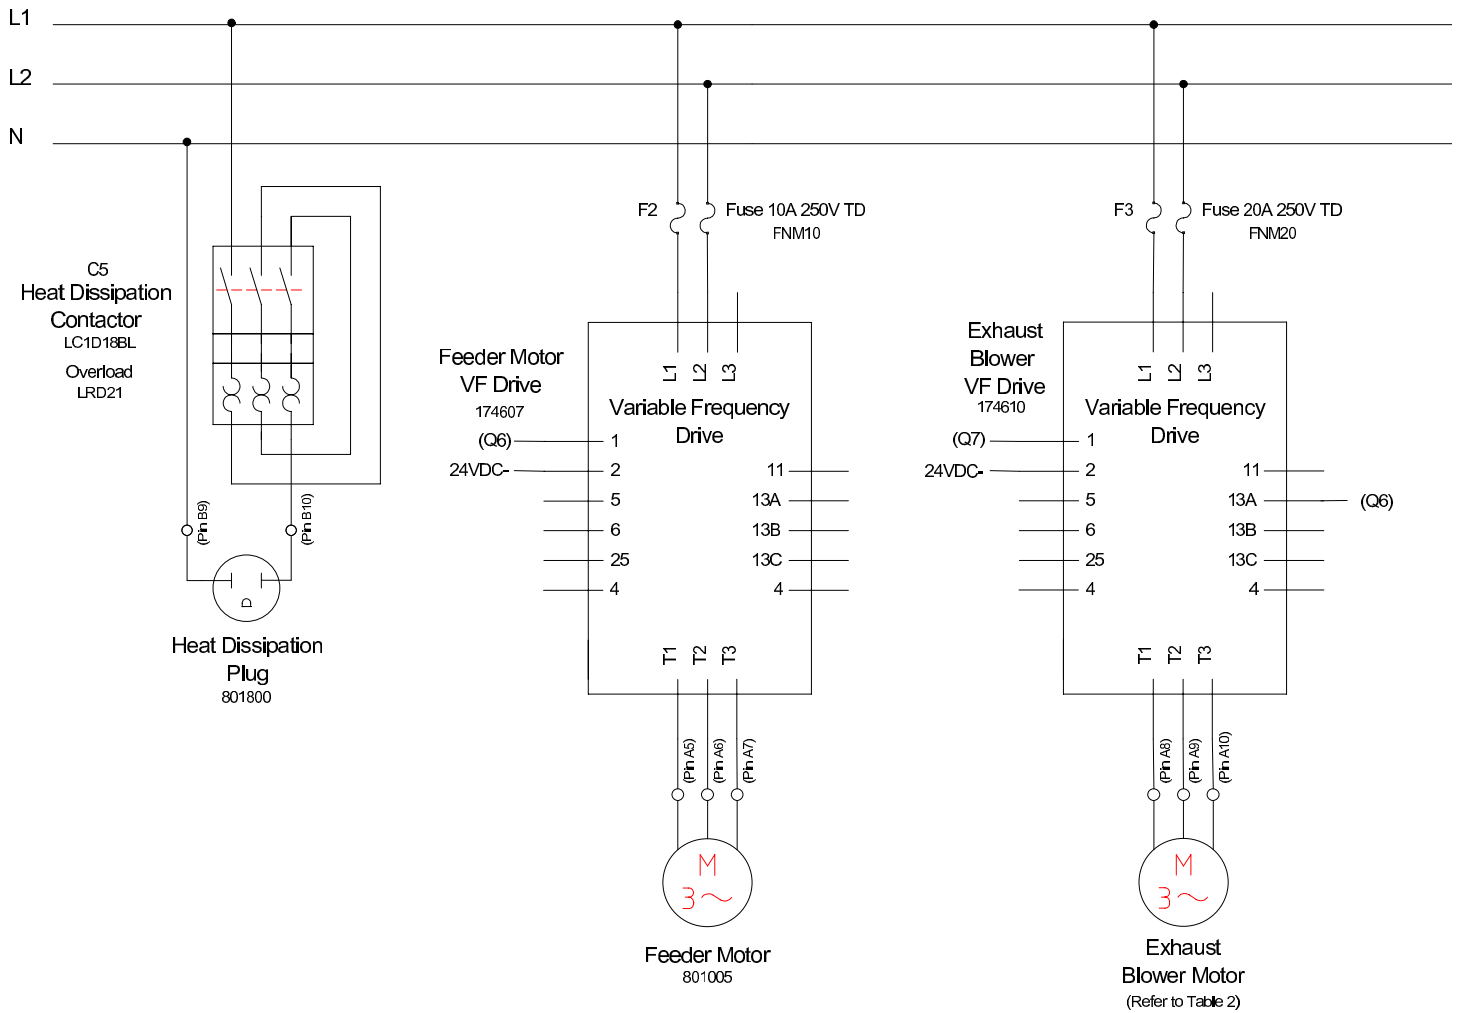 L1
L2
N
C5
Heat Dissipation
Contactor
LC1D18BL
Overload
LRD21
(Pin B9)
(Pin B10)
D
Heat Dissipation
Plug
801800
F2
Fuse 10A 250V TD
FNM10
Feeder Motor
VF Drive
174607
(Q6)
24VDC-
L1
L2
L3
Variable Frequency
Drive
1
2
5
6
25
4
11
13A
13B
13C
4
T1
T2
T3
(Pin A5)
(Pin A6)
(Pin A7)
M
3~
Feeder Motor
801005
F3
Fuse 20A 250V TD
FNM20
Exhaust
Blower
VF Drive
174610
(Q7)
24VDC-
L1
L2
L3
Variable Frequency
Drive
1
2
5
6
25
4
11
13A
(Q6)
13B
13C
4
T1
T2
T3
(Pin A8)
(Pin A9)
(Pin A10)
M
3~
Exhaust
Blower Motor
(Refer to Table 2)